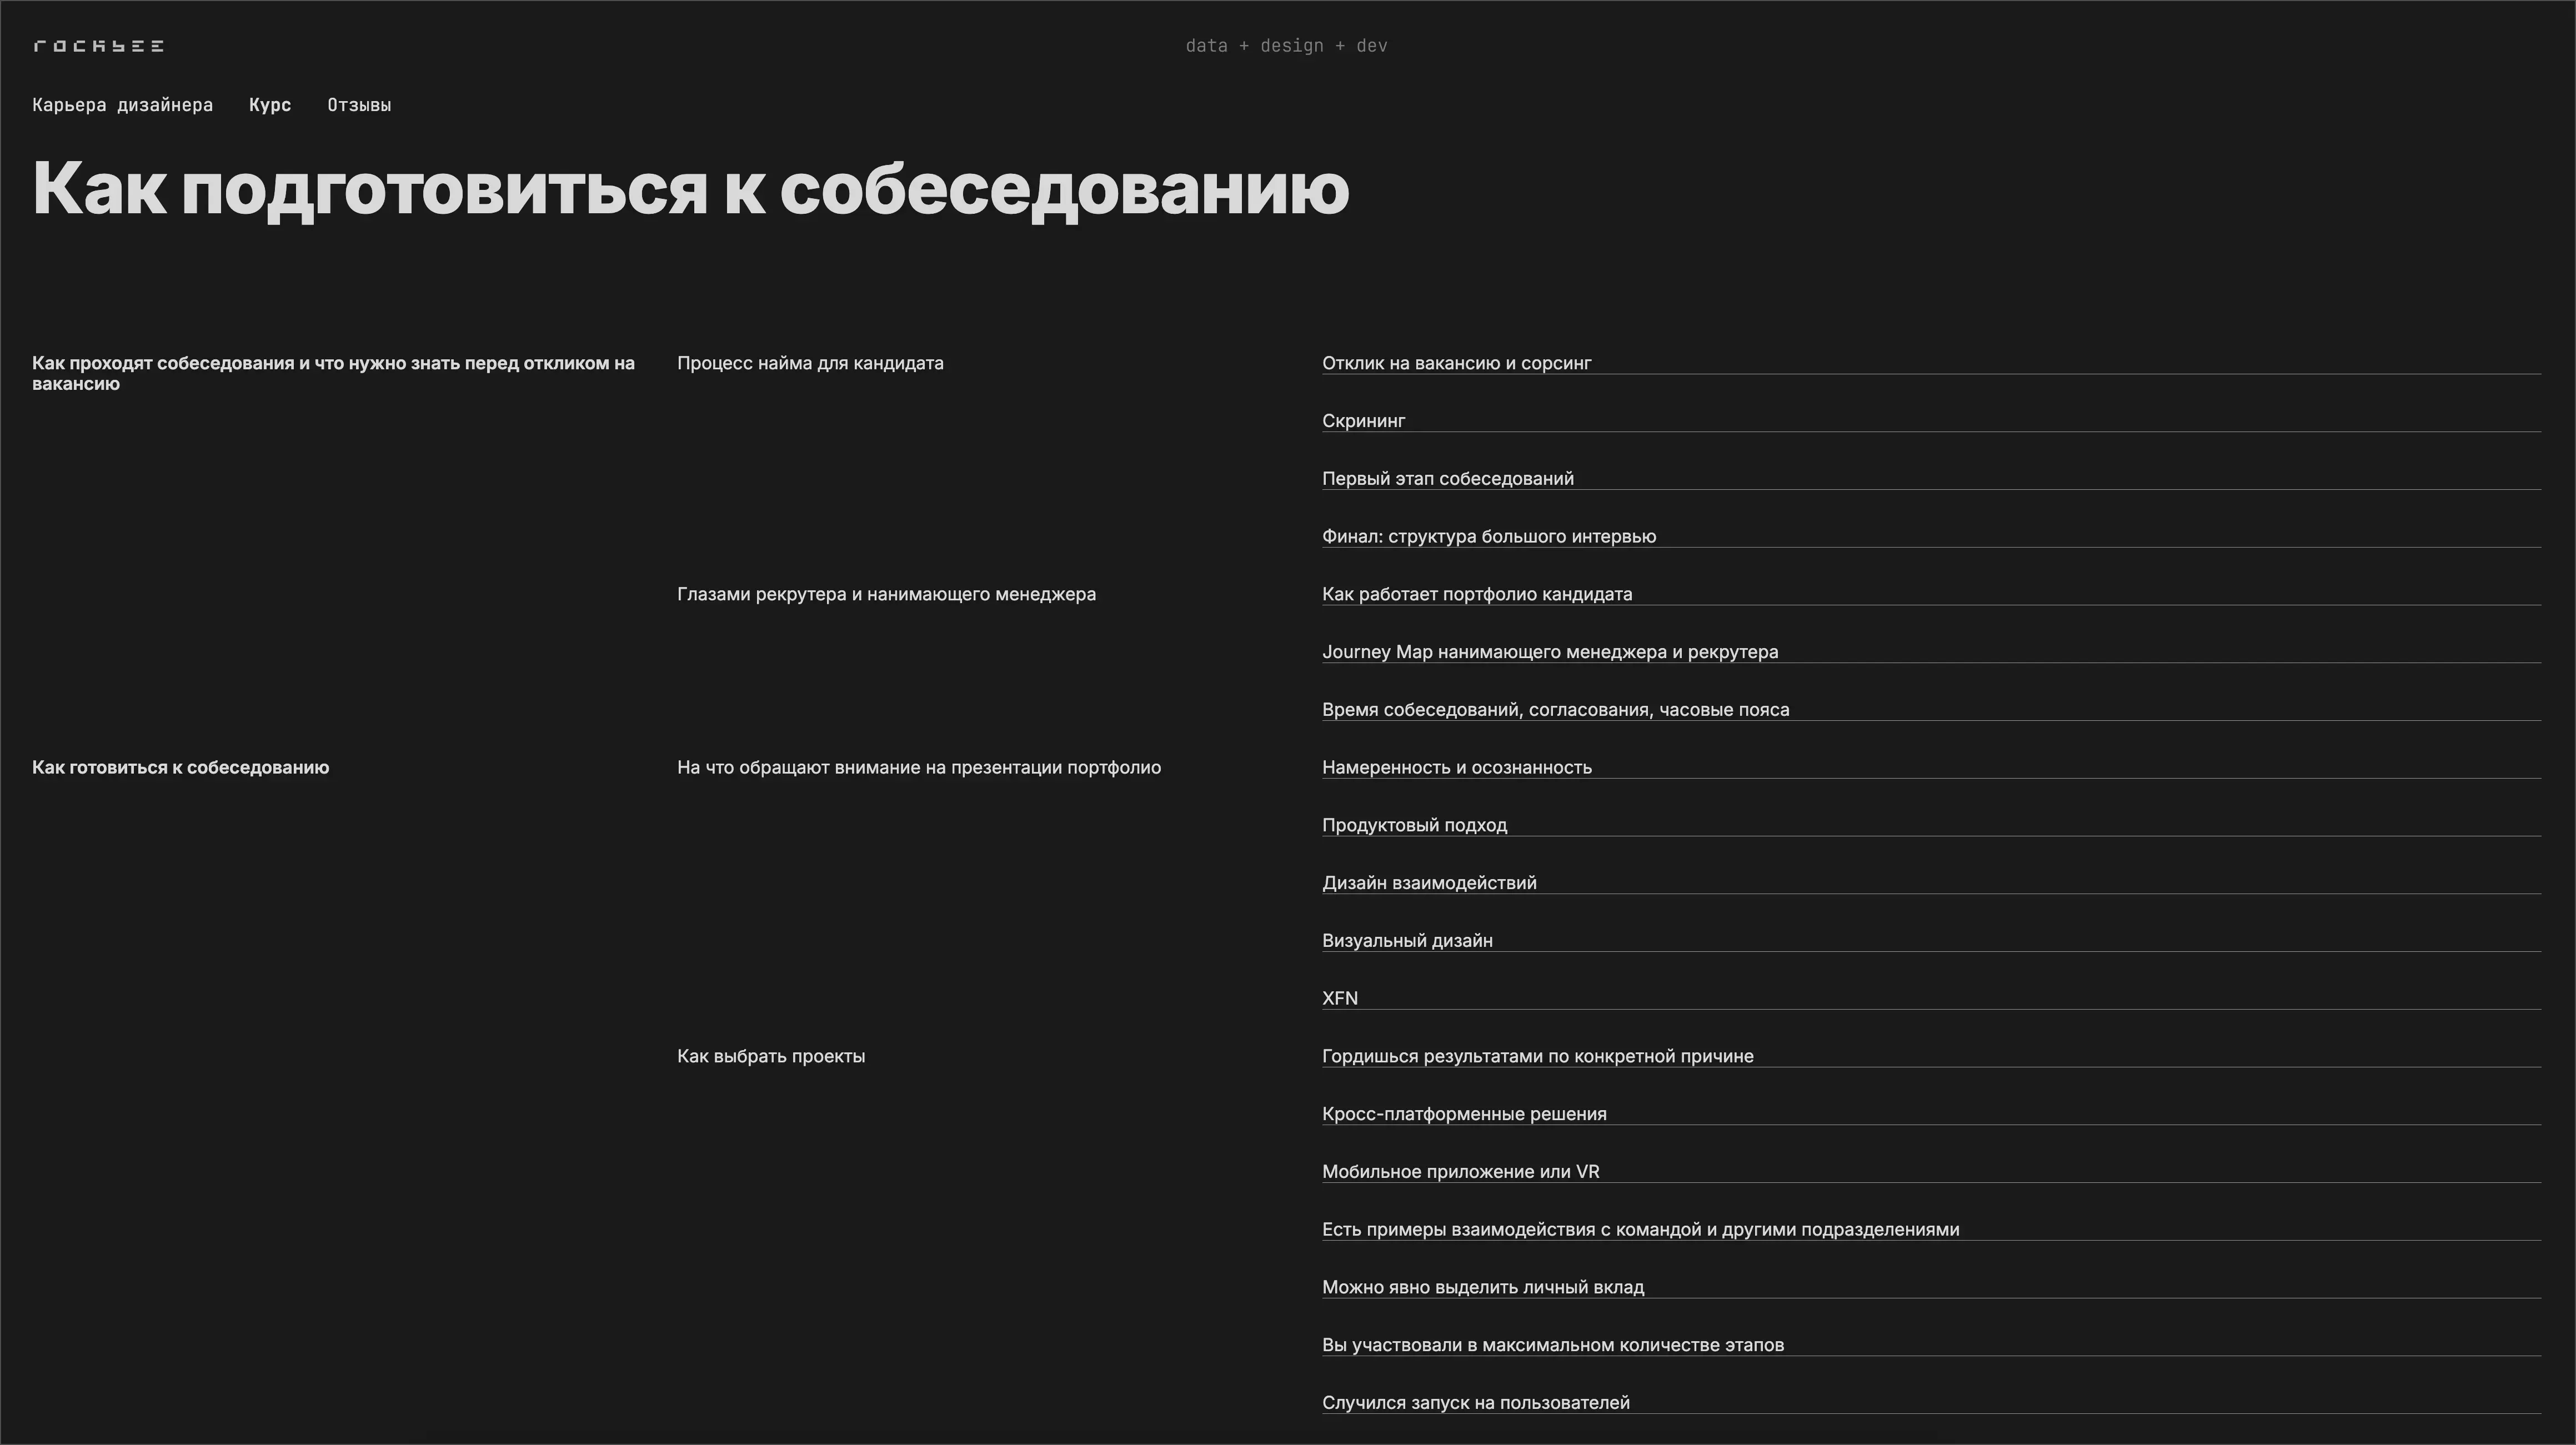 rockbee
data + design + dev
Карьера дизайнера Курс Отзывы
Как подготовиться к собеседованию
Как проходят собеседования и что нужно знать перед откликом на
вакансию
Процесс найма для кандидата
Отклик на вакансию и сорсинг
Скрининг
Первый этап собеседований
Финал: структура большого интервью
Глазами рекрутера и нанимающего менеджера
Как работает портфолио кандидата
Journey Map нанимающего менеджера и рекрутера
Время собеседований, согласования, часовые пояса
Как готовиться к собеседованию
На что обращают внимание на презентации портфолио
Намеренность и осознанность
Продуктовый подход
Дизайн взаимодействий
Визуальный дизайн
XFN
Как выбрать проекты
Гордишься результатами по конкретной причине
Кросс-платформенные решения
Мобильное приложение или VR
Есть примеры взаимодействия с командой и другими подразделениями
Можно явно выделить личный вклад
Вы участвовали в максимальном количестве этапов
Случился запуск на пользователей